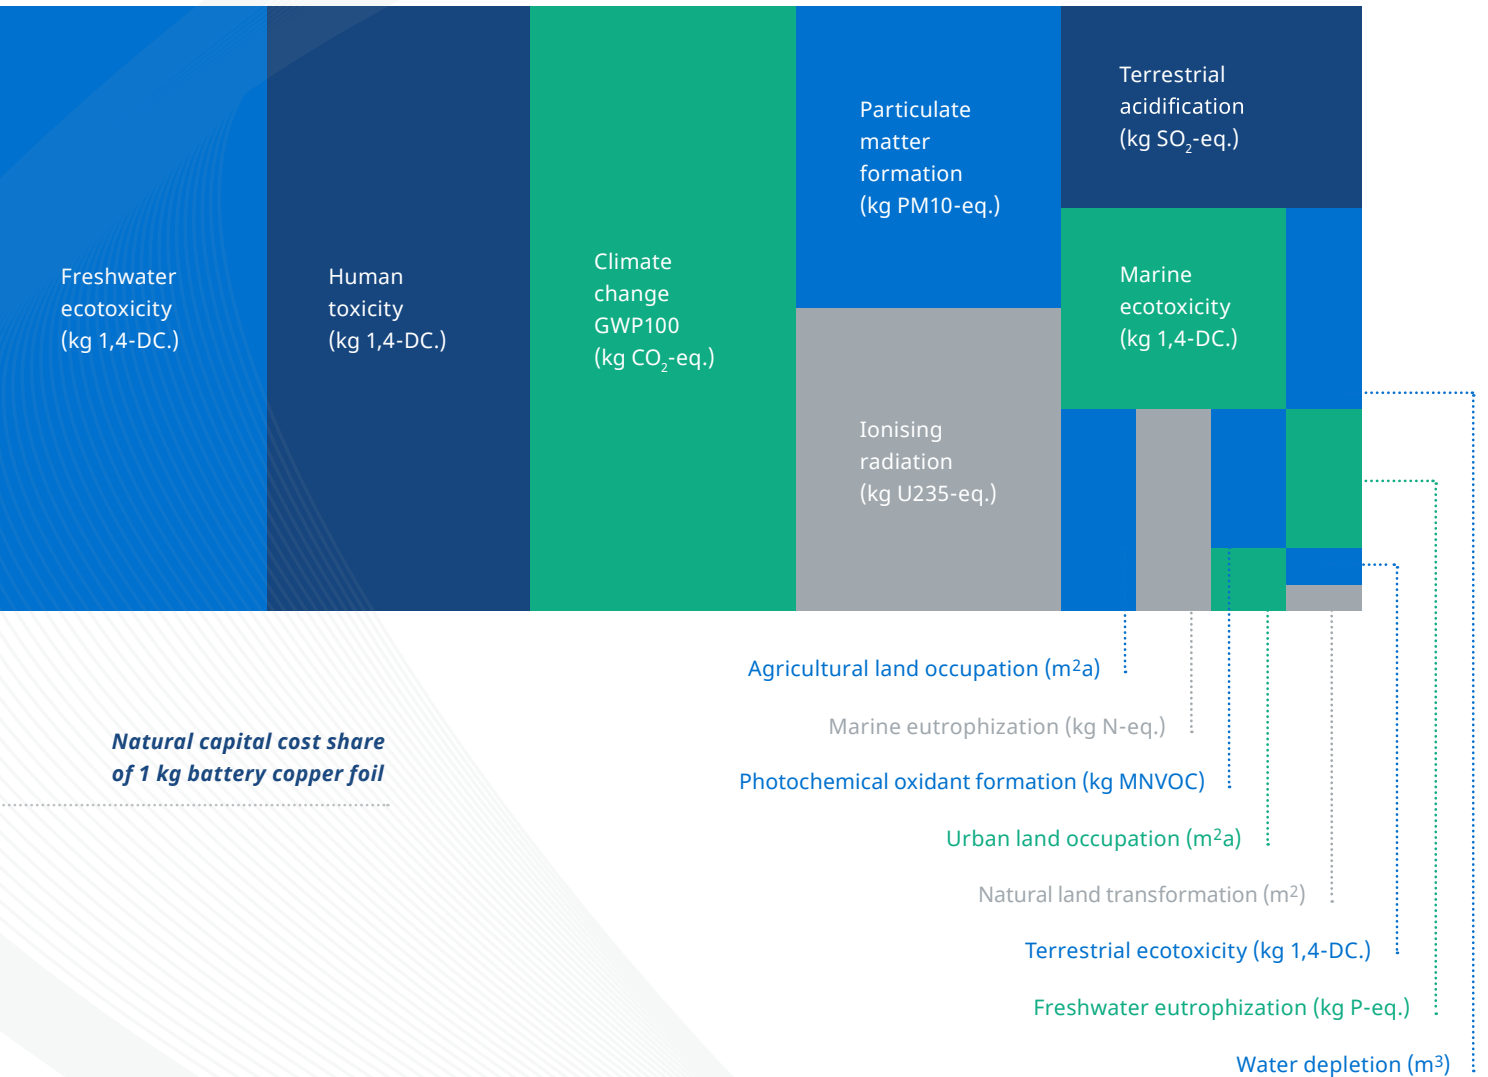 Freshwater
ecotoxicity
(kg 1,4-DC.)
Human
toxicity
(kg 1,4-DC.)
Climate
change
GWP100
(kg CO₂-eq.)
Particulate
matter
formation
(kg PM10-eq.)
Ionising
radiation
(kg U235-eq.)
Terrestrial
acidification
(kg SO₂-eq.)
Marine
ecotoxicity
(kg 1,4-DC.)
Agricultural land occupation (m²a)
Marine eutrophization (kg N-eq.)
Photochemical oxidant formation (kg MNVOC)
Urban land occupation (m²a)
Natural land transformation (m²)
Terrestrial ecotoxicity (kg 1,4-DC.)
Freshwater eutrophization (kg P-eq.)
Water depletion (m³)
Natural capital cost share
of 1 kg battery copper foil